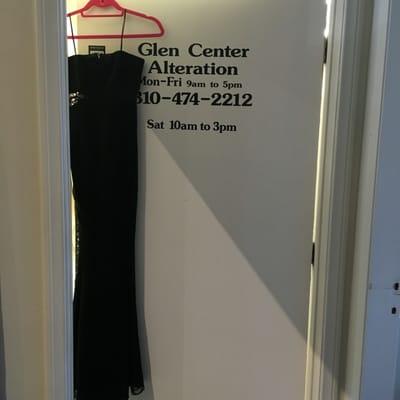 Glen Center
Alteration
Mon-Fri 9am to 5pm
310-474-2212
Sat 10am to 3pm